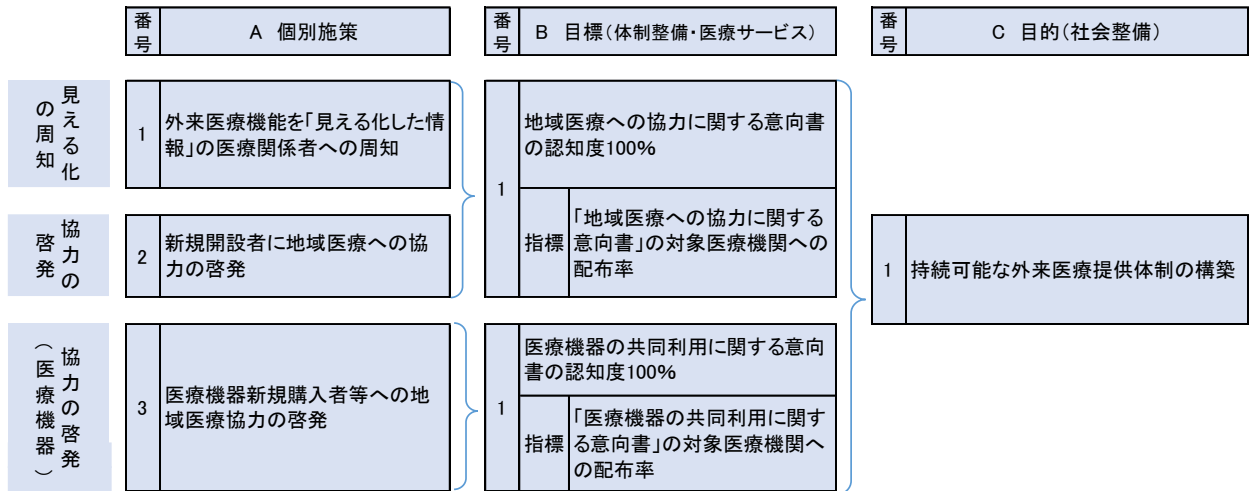 番号
A 個別施策
番号
B 目標(体制整備・医療サービス)
番号
C 目的(社会整備)
見える化
の周知
1
外来医療機能を「見える化した情
報」の医療関係者への周知
協力の
啓発
2
新規開設者に地域医療への協
力の啓発
1
地域医療への協力に関する意向書
の認知度100%
指標
「地域医療への協力に関する
意向書」の対象医療機関への
配布率
協力の啓発
(医療機器)
3
医療機器新規購入者等への地
域医療協力の啓発
1
医療機器の共同利用に関する意向
書の認知度100%
指標
「医療機器の共同利用に関す
る意向書」の対象医療機関へ
の配布率
1
持続可能な外来医療提供体制の構築